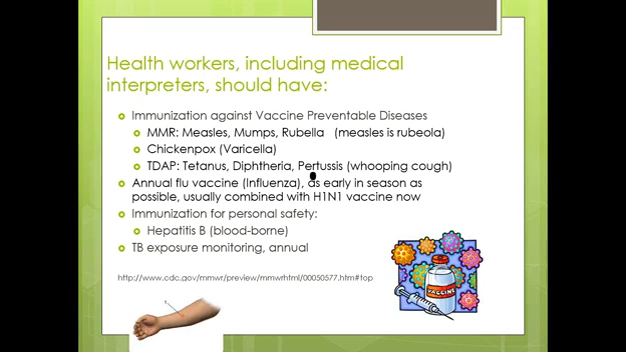 Health workers, including medical
interpreters, should have:
Immunization against Vaccine Preventable Diseases
MMR: Measles, Mumps, Rubella (measles is rubeola)
Chickenpox (Varicella)
TDAP: Tetanus, Diphtheria, Pertussis (whooping cough)
Annual flu vaccine (Influenza), as early in season as
possible, usually combined with H1N1 vaccine now
Immunization for personal safety:
Hepatitis B (blood-borne)
TB exposure monitoring, annual
http://www.cdc.gov/mmwr/preview/mmwrhtml/00050577.htm#top
VACCINE